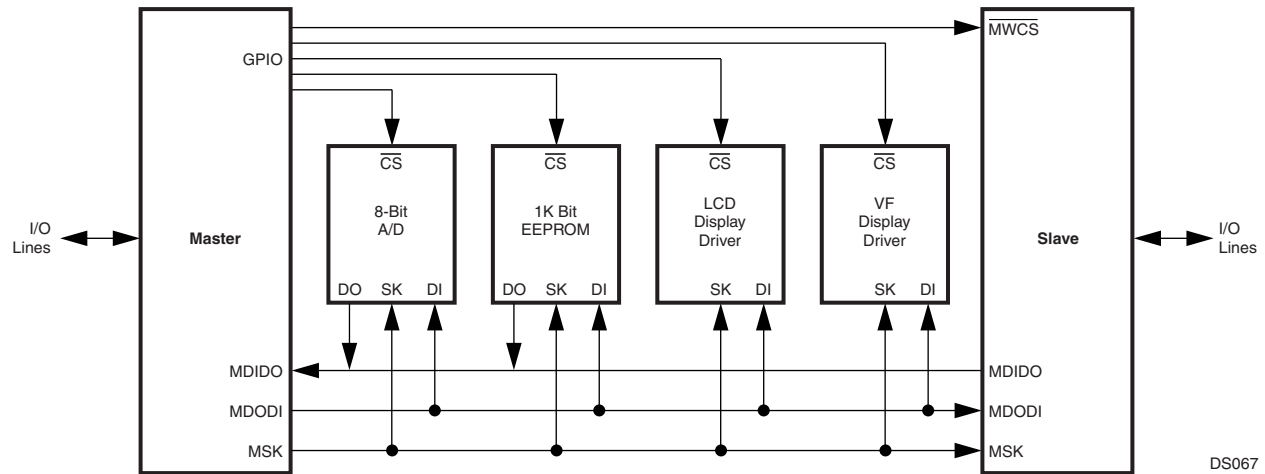 MWCS
GPIO
CS
CS
CS
CS
8-Bit
A/D
1K Bit
EEPROM
LCD
Display
Driver
VF
Display
Driver
I/O
Lines
Master
Slave
I/O
Lines
DO SK DI
DO SK DI
SK DI
SK DI
MDIDO
MDIDO
MDODI
MDODI
MSK
MSK
DS067